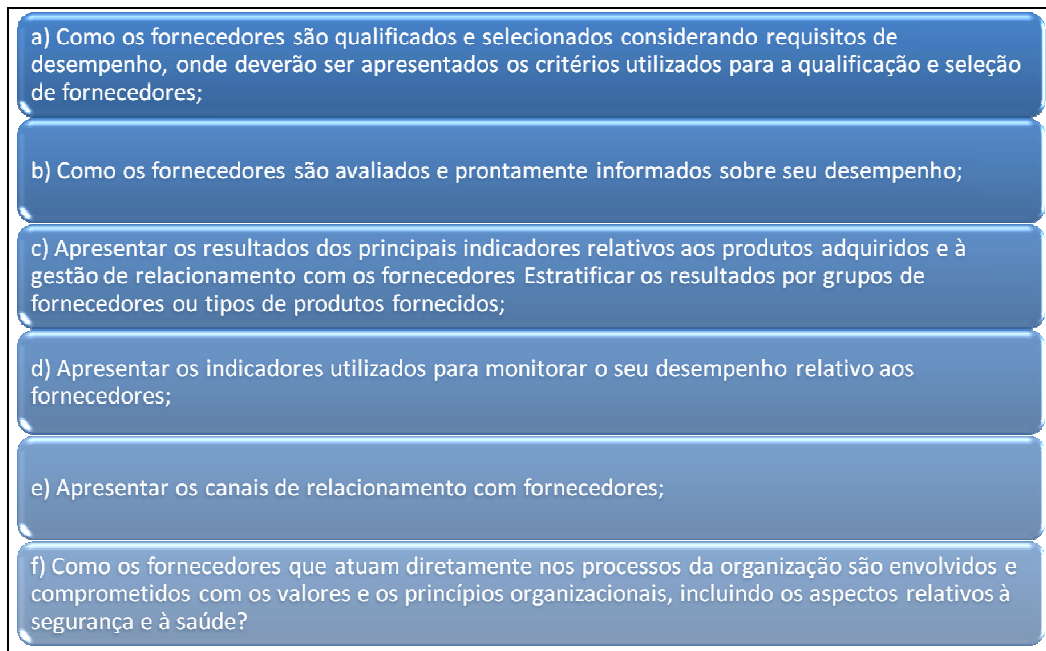 a) Como os fornecedores são qualificados e selecionados considerando requisitos de
desempenho, onde deverão ser apresentados os critérios utilizados para a qualificação e seleção
de fornecedores;
b) Como os fornecedores são avaliados e prontamente informados sobre seu desempenho;
c) Apresentar os resultados dos principais indicadores relativos aos produtos adquiridos e à
gestão de relacionamento com os fornecedores Estratificar os resultados por grupos de
fornecedores ou tipos de produtos fornecidos;
d) Apresentar os indicadores utilizados para monitorar o seu desempenho relativo aos
fornecedores;
e) Apresentar os canais de relacionamento com fornecedores;
f) Como os fornecedores que atuam diretamente nos processos da organização são envolvidos e
comprometidos com os valores e os princípios organizacionais, incluindo os aspectos relativos à
segurança e à saúde?